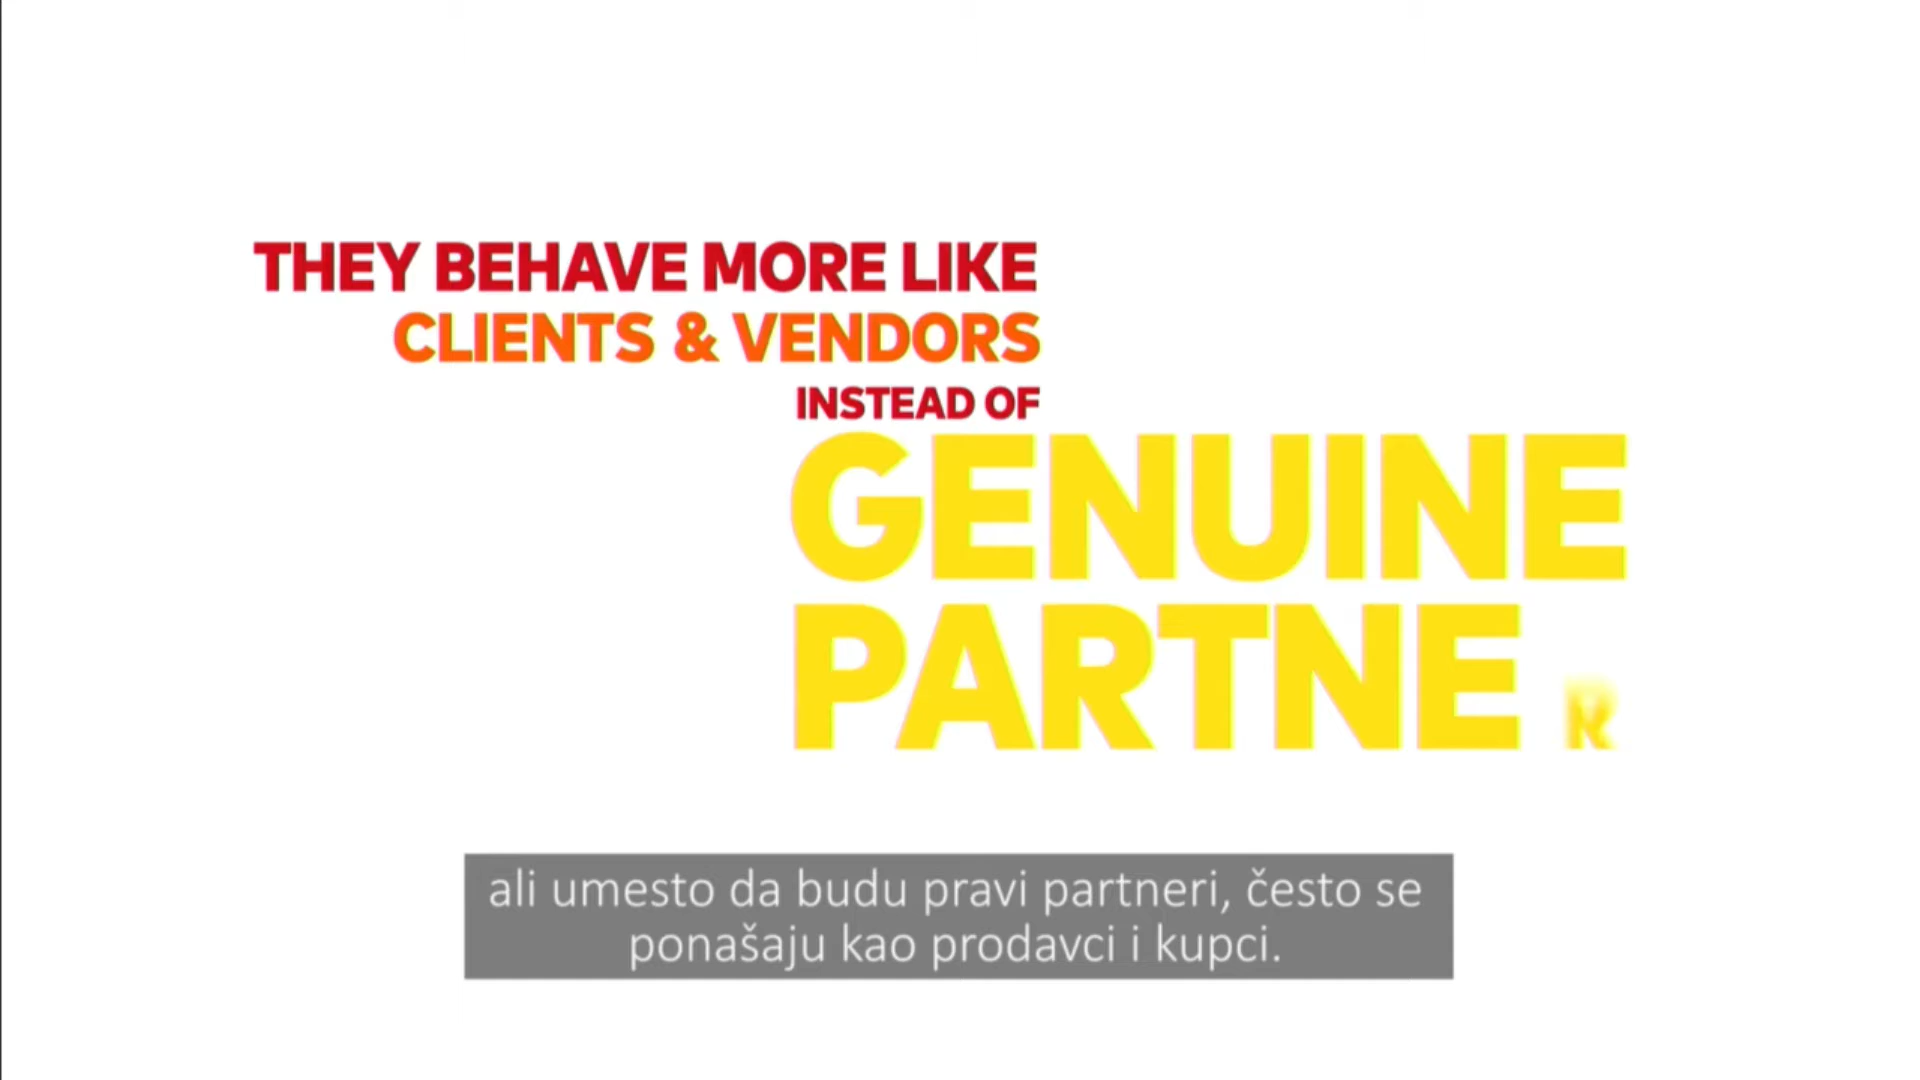 THEY BEHAVE MORE LIKE
CLIENTS & VENDORS
INSTEAD OF
GENUINE
PARTNER
ali umesto da budu pravi partneri, često se
ponašaju kao prodavci i kupci.